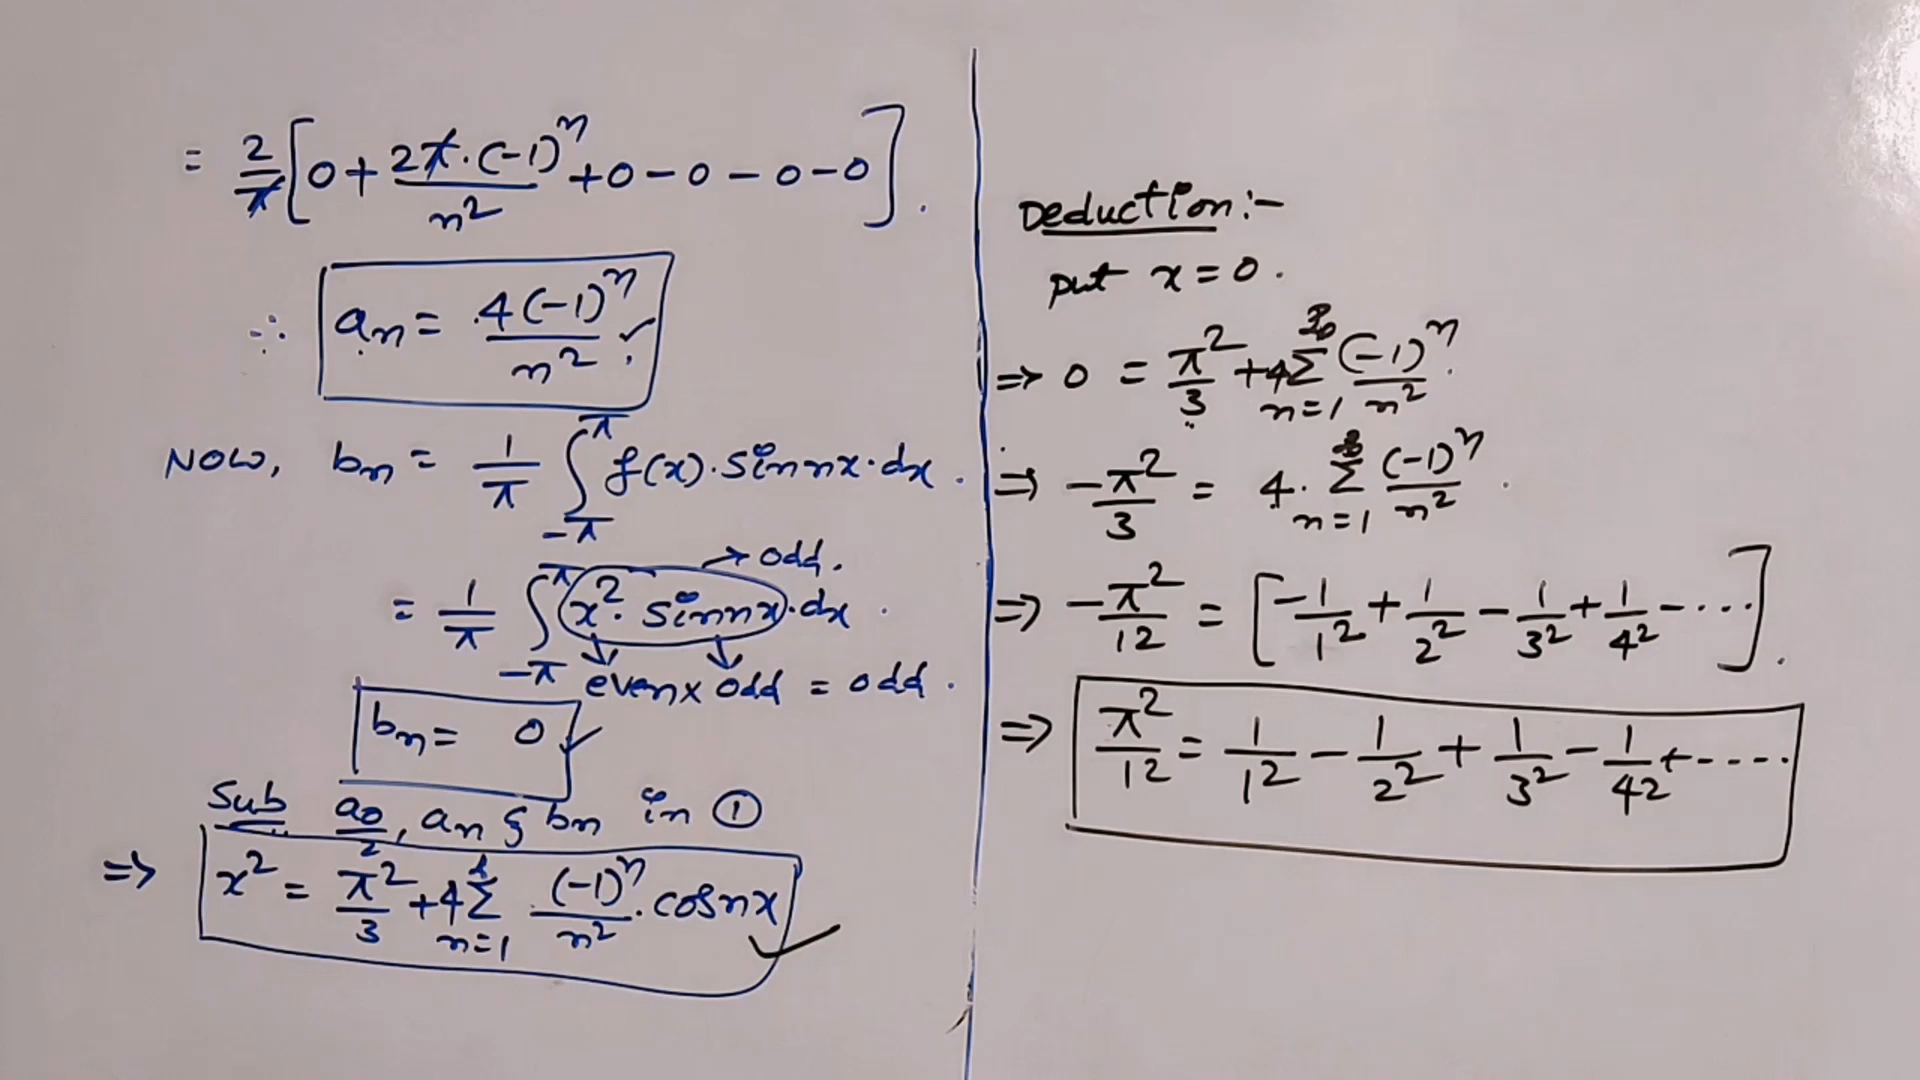 = 2/π [0 + 2π·(-1)^n/n² + 0 - 0 - 0 - 0].
∴ a_n = 4(-1)^n/n² ✓
NOW, b_n = 1/π ∫_{-π}^{π} f(x)·sin nx·dx.
→ odd.
= 1/π ∫_{-π}^{π} x²·sin nx·dx.
even x odd = odd.
b_n = 0 ✓
Sub a_0/2, a_n & b_n in ①
⇒ x² = π²/3 + 4 Σ_{n=1} (-1)^n/n² · cos nx ✓
Deduction:-
put x = 0.
⇒ 0 = π²/3 + 4 Σ_{n=1}^{∞} (-1)^n/n².
⇒ -π²/3 = 4· Σ_{n=1}^{∞} (-1)^n/n².
⇒ -π²/12 = [-1/1² + 1/2² - 1/3² + 1/4² - ...].
⇒ π²/12 = 1/1² - 1/2² + 1/3² - 1/4² + -----